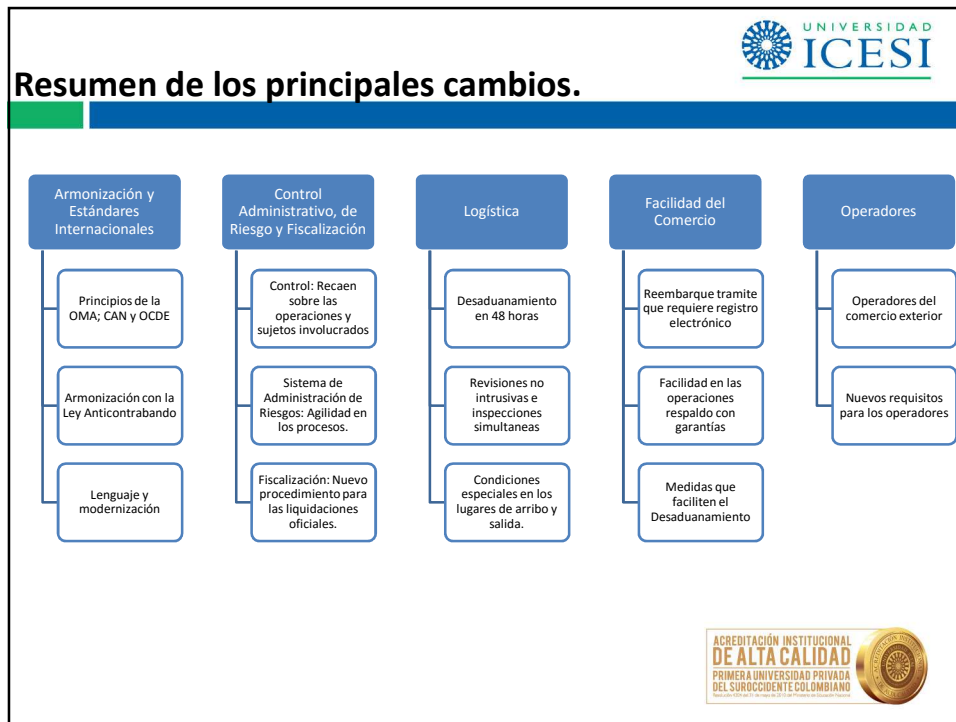 UNIVERSIDAD
ICESI
Resumen de los principales cambios.
Armonización y
Estándares
Internacionales
Principios de la
OMA; CAN y OCDE
Armonización con la
Ley Anticontrabando
Lenguaje y
modernización
Control
Administrativo, de
Riesgo y Fiscalización
Control: Recaen
sobre las
operaciones y
sujetos involucrados
Sistema de
Administración de
Riesgos: Agilidad en
los procesos.
Fiscalización: Nuevo
procedimiento para
las liquidaciones
oficiales.
Logística
Desaduanamiento
en 48 horas
Revisiones no
intrusivas e
inspecciones
simultaneas
Condiciones
especiales en los
lugares de arribo y
salida.
Facilidad del
Comercio
Reembarque tramite
que requiere registro
electrónico
Facilidad en las
operaciones
respaldo con
garantías
Medidas que
faciliten el
Desaduanamiento
Operadores
Operadores del
comercio exterior
Nuevos requisitos
para los operadores
ACREDITACIÓN INSTITUCIONAL
DE ALTA CALIDAD
PRIMERA UNIVERSIDAD PRIVADA
DEL SUROCCIDENTE COLOMBIANO